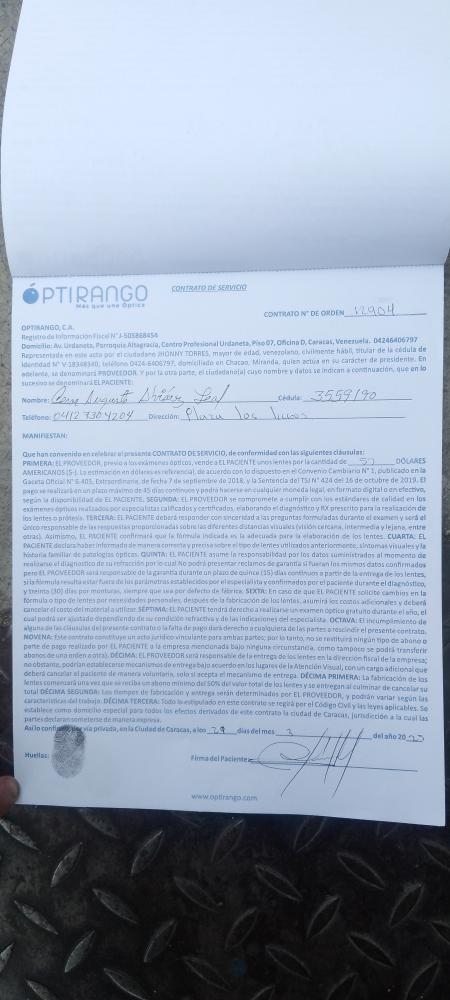 ÓPTIRANGO
Más que una Óptica
CONTRATO DE SERVICIO
CONTRATO N° DE ORDEN 12904
OPTIRANGO, C.A.
Registro de Información Fiscal N° J-505868454
Domicilio: Av. Urdaneta, Parroquia Altagracia, Centro Profesional Urdaneta, Piso 07, Oficina D, Caracas, Venezuela. 04246406797
Representada en este acto por el ciudadano JHONNY TORRES, mayor de edad, venezolano, civilmente hábil, titular de la cédula de
Identidad N° V-18348340, teléfono 0424-6406797, domiciliado en Chacao, Miranda, quien actúa en su carácter de presidente. En
adelante, se denominará PROVEEDOR. Y por la otra parte, el ciudadano(a) cuyo nombre y datos se indican a continuación, que en lo
sucesivo se denominará EL PACIENTE:
Nombre: Cesar Augusto Álvarez Leal Cédula: 3559190
Teléfono: 0412 730 4204 Dirección: Plaza los
MANIFIESTAN:
Que han convenido en celebrar el presente CONTRATO DE SERVICIO, de conformidad con las siguientes cláusulas:
PRIMERA: EL PROVEEDOR, previo a los exámenes ópticos, vende a EL PACIENTE unos lentes por la cantidad de 57 DÓLARES
AMERICANOS ($-). La estimación en dólares es referencial, de acuerdo con lo dispuesto en el Convenio Cambiario N° 1, publicado en la
Gaceta Oficial N° 6.405, Extraordinaria, de fecha 7 de septiembre de 2018, y la Sentencia del TSJ N° 424 del 16 de octubre de 2019. El
pago se realizará en un plazo máximo de 45 días continuos y podrá hacerse en cualquier moneda legal, en formato digital o en efectivo,
según la disponibilidad de EL PACIENTE. SEGUNDA: EL PROVEEDOR se compromete a cumplir con los estándares de calidad en los
exámenes ópticos realizados por especialistas calificados y certificados, elaborando el diagnóstico y RX prescrito para la realización de
los lentes o prótesis. TERCERA: EL PACIENTE deberá responder con sinceridad a las preguntas formuladas durante el examen y será el
único responsable de las respuestas proporcionadas sobre las diferentes distancias visuales (visión cercana, intermedia y lejana, entre
otras). Asimismo, EL PACIENTE confirmará que la fórmula indicada es la adecuada para la elaboración de los lentes. CUARTA: EL
PACIENTE declara haber informado de manera correcta y precisa sobre el tipo de lentes utilizados anteriormente, síntomas visuales y la
historia familiar de patologías ópticas. QUINTA: EL PACIENTE asume la responsabilidad por los datos suministrados al momento de
realizarse el diagnostico de su refracción por lo cual No podrá presentar reclamos de garantía si fueran los mismos datos confirmados
pero EL PROVEEDOR será responsable de la garantía durante un plazo de quince (15) días continuos a partir de la entrega de los lentes,
si la fórmula resulta estar fuera de los parámetros establecidos por el especialista y confirmados por el paciente durante el diagnóstico,
y treinta (30) días por monturas, siempre que sea por defecto de fábrica. SEXTA: En caso de que EL PACIENTE solicite cambios en la
fórmula o tipo de lentes por necesidades personales, después de la fabricación de los lentes, asumirá los costos adicionales y deberá
cancelar el costo del material a utilizar. SÉPTIMA: EL PACIENTE tendrá derecho a realizarse un examen óptico gratuito durante el año, el
cual podrá ser ajustado dependiendo de su condición refractiva y de las indicaciones del especialista. OCTAVA: El incumplimiento de
alguna de las cláusulas del presente contrato o la falta de pago dará derecho a cualquiera de las partes a rescindir el presente contrato.
NOVENA: Este contrato constituye un acto jurídico vinculante para ambas partes; por lo tanto, no se restituirá ningún tipo de abono o
parte de pago realizado por EL PACIENTE a la empresa mencionada bajo ninguna circunstancia, como tampoco se podrá transferir
abonos de una orden a otra). DÉCIMA: EL PROVEEDOR será responsable de la entrega de los lentes en la dirección fiscal de la empresa;
no obstante, podrían establecerse mecanismos de entrega bajo acuerdo en los lugares de la Atención Visual), con un cargo adicional que
deberá cancelar el paciente de manera voluntaria, solo si acepta el mecanismo de entrega. DÉCIMA PRIMERA: La fabricación de los
lentes comenzará una vez que se reciba un abono mínimo del 50% del valor total de los lentes y se entregan al culminar de cancelar su
total DÉCIMA SEGUNDA: Los tiempos de fabricación y entrega serán determinados por EL PROVEEDOR, y podrán variar según las
características del trabajo. DÉCIMA TERCERA: Todo lo estipulado en este contrato se regirá por el Código Civil y las leyes aplicables. Se
establece como domicilio especial para todos los efectos derivados de este contrato la ciudad de Caracas, jurisdicción a la cual las
partes declaran someterse de manera expresa.
Así lo confirmo, por vía privada, en la Ciudad de Caracas, a los 29 días del mes 3 del año 2025
Huellas:
Firma del Paciente:
www.optirango.com